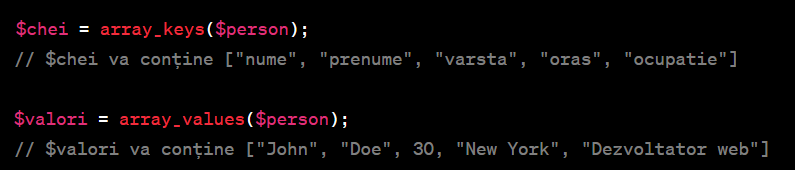 $chei = array_keys($person);
// $chei va conține ["nume", "prenume", "varsta", "oras", "ocupatie"]
$valori = array_values($person);
// $valori va conține ["John", "Doe", 30, "New York", "Dezvoltator web"]